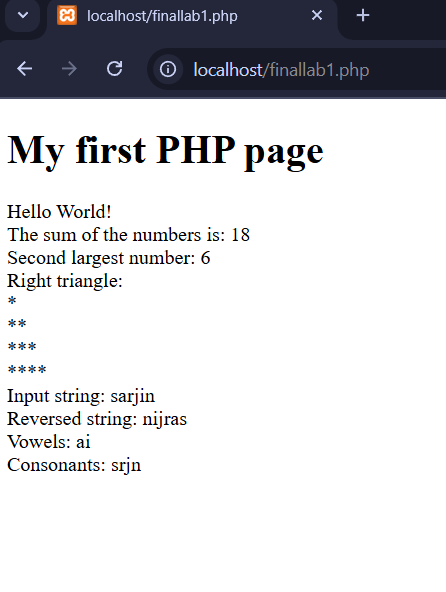 localhost/finallab1.php
localhost/finallab1.php
My first PHP page
Hello World!
The sum of the numbers is: 18
Second largest number: 6
Right triangle:
*
**
***
****
Input string: sarjin
Reversed string: nijras
Vowels: ai
Consonants: srjn